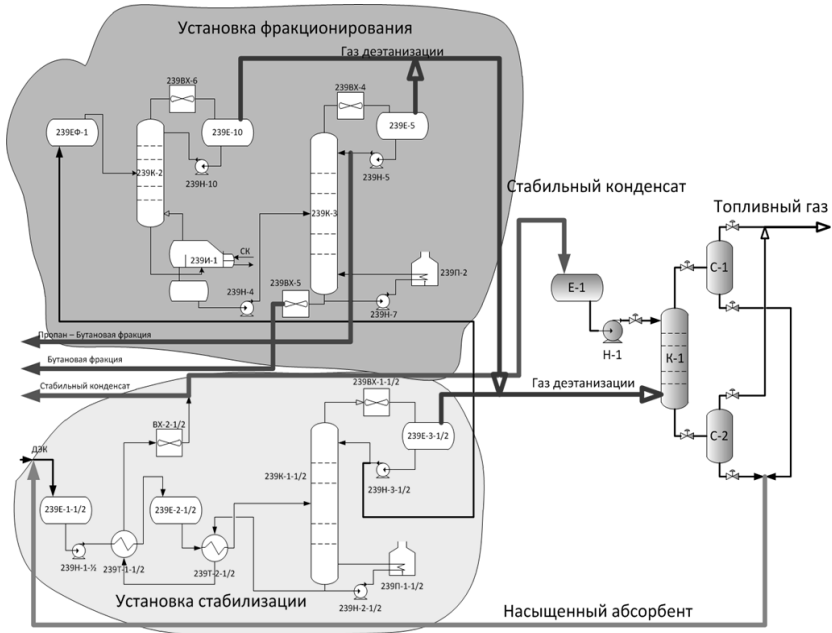 Установка фракционирования
Газ деэтанизации
239ВХ-6
239ВХ-4
239ЕФ-1
239Е-10
239Е-5
239К-2
239Н-10
239Н-5
Стабильный конденсат
Топливный газ
239К-3
СК
239И-1
239Н-4
239ВХ-5
239П-2
239Н-7
Е-1
С-1
Н-1
К-1
Пропан – Бутановая фракция
Бутановая фракция
Стабильный конденсат
239ВХ-1-1/2
Газ деэтанизации
ВХ-2-1/2
239Е-3-1/2
С-2
ДЭК
239К-1-1/2
239Н-3-1/2
239Е-1-1/2
239Е-2-1/2
239Н-1-½
239Т-1-1/2
239Т-2-1/2
239П-1-1/2
239Н-2-1/2
Установка стабилизации
Насыщенный абсорбент